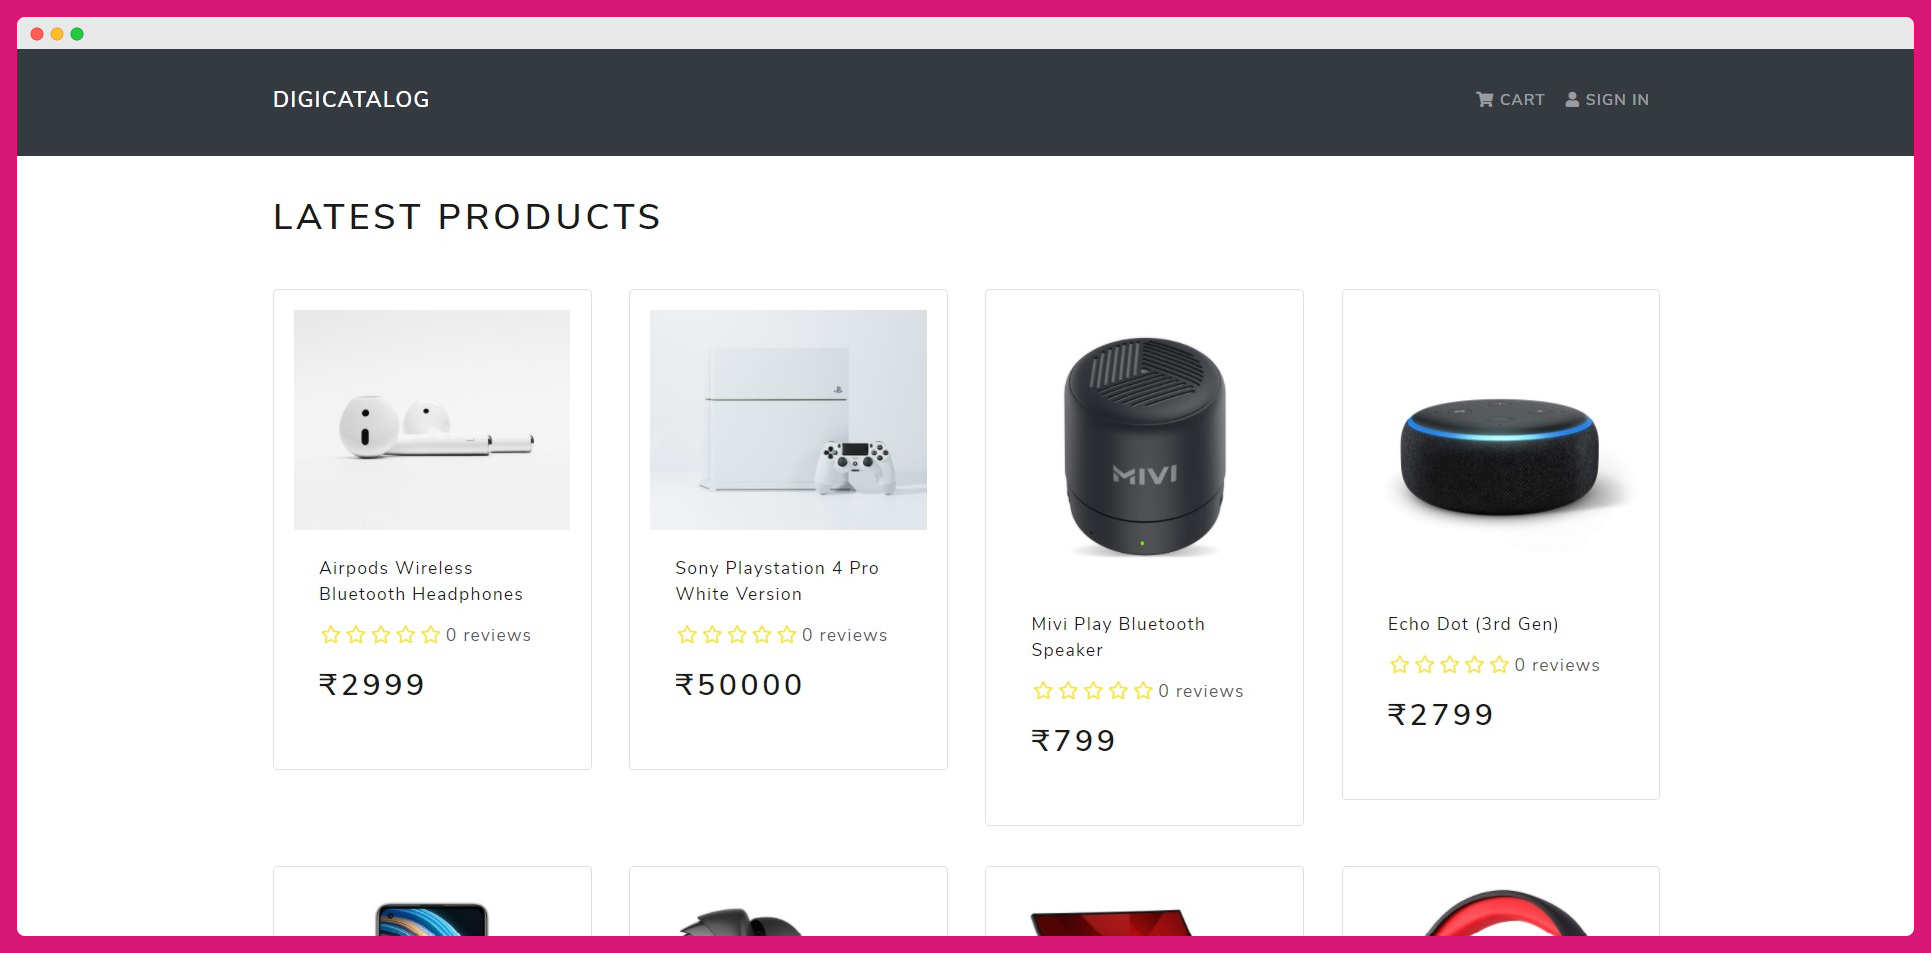 DIGICATALOG
CART
SIGN IN
LATEST PRODUCTS
Airpods Wireless
Bluetooth Headphones
0 reviews
₹2999
Sony Playstation 4 Pro
White Version
0 reviews
₹50000
MIVI
Mivi Play Bluetooth
Speaker
0 reviews
₹799
Echo Dot (3rd Gen)
0 reviews
₹2799